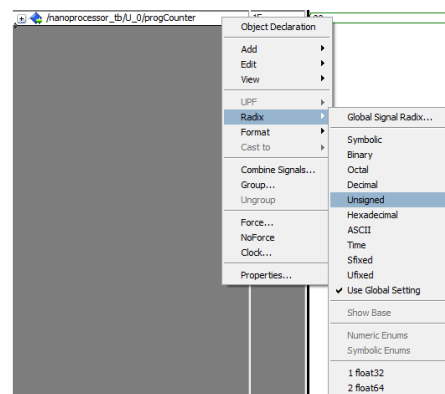 /nanoprocessor_tb/U_0/progCounter
Object Declaration
Add
Edit
View
UPF
Radix
Format
Cast to
Combine Signals...
Group...
Ungroup
Force...
NoForce
Clock...
Properties...
Global Signal Radix...
Symbolic
Binary
Octal
Decimal
Unsigned
Hexadecimal
ASCII
Time
Sfixed
Ufixed
Use Global Setting
Show Base
Numeric Enums
Symbolic Enums
1 float32
2 float64